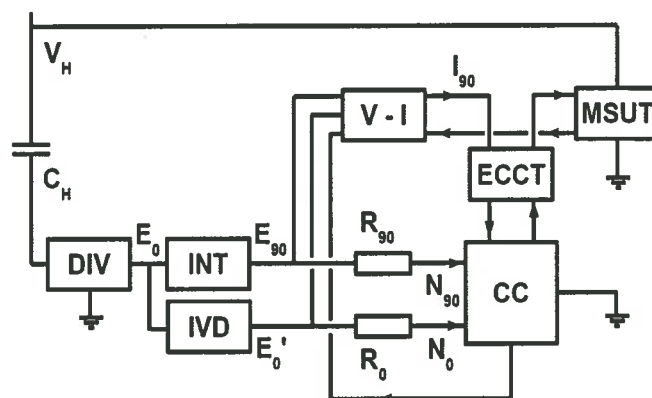 V_H
I_90
V - I
MSUT
C_H
ECCT
E_0
E_90
R_90
DIV
INT
N_90
CC
IVD
E_0'
R_0
N_0